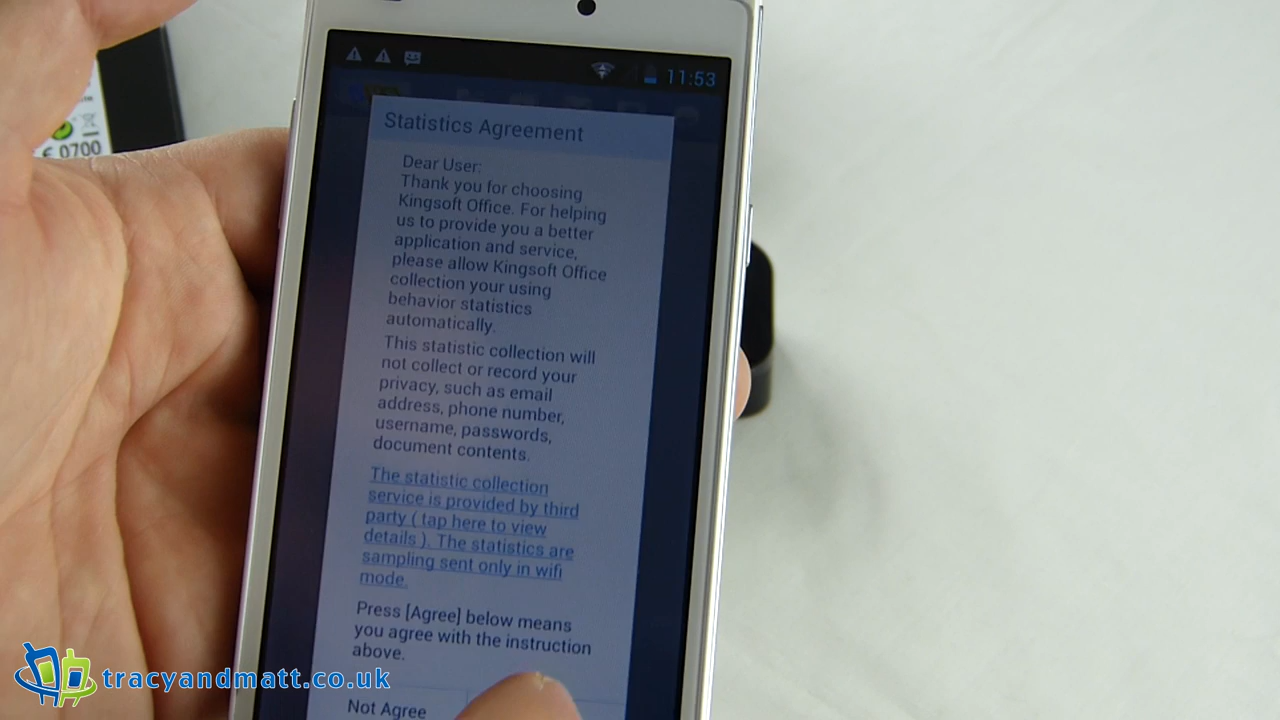 11:53
Statistics Agreement
Dear User:
Thank you for choosing
Kingsoft Office. For helping
us to provide you a better
application and service,
please allow Kingsoft Office
collection your using
behavior statistics
automatically.
This statistic collection will
not collect or record your
privacy, such as email
address, phone number,
username, passwords,
document contents.
The statistic collection
service is provided by third
party ( tap here to view
details ). The statistics are
sampling sent only in wifi
mode.
Press [Agree] below means
you agree with the instruction
above.
Not Agree
0700
tracyandmatt.co.uk